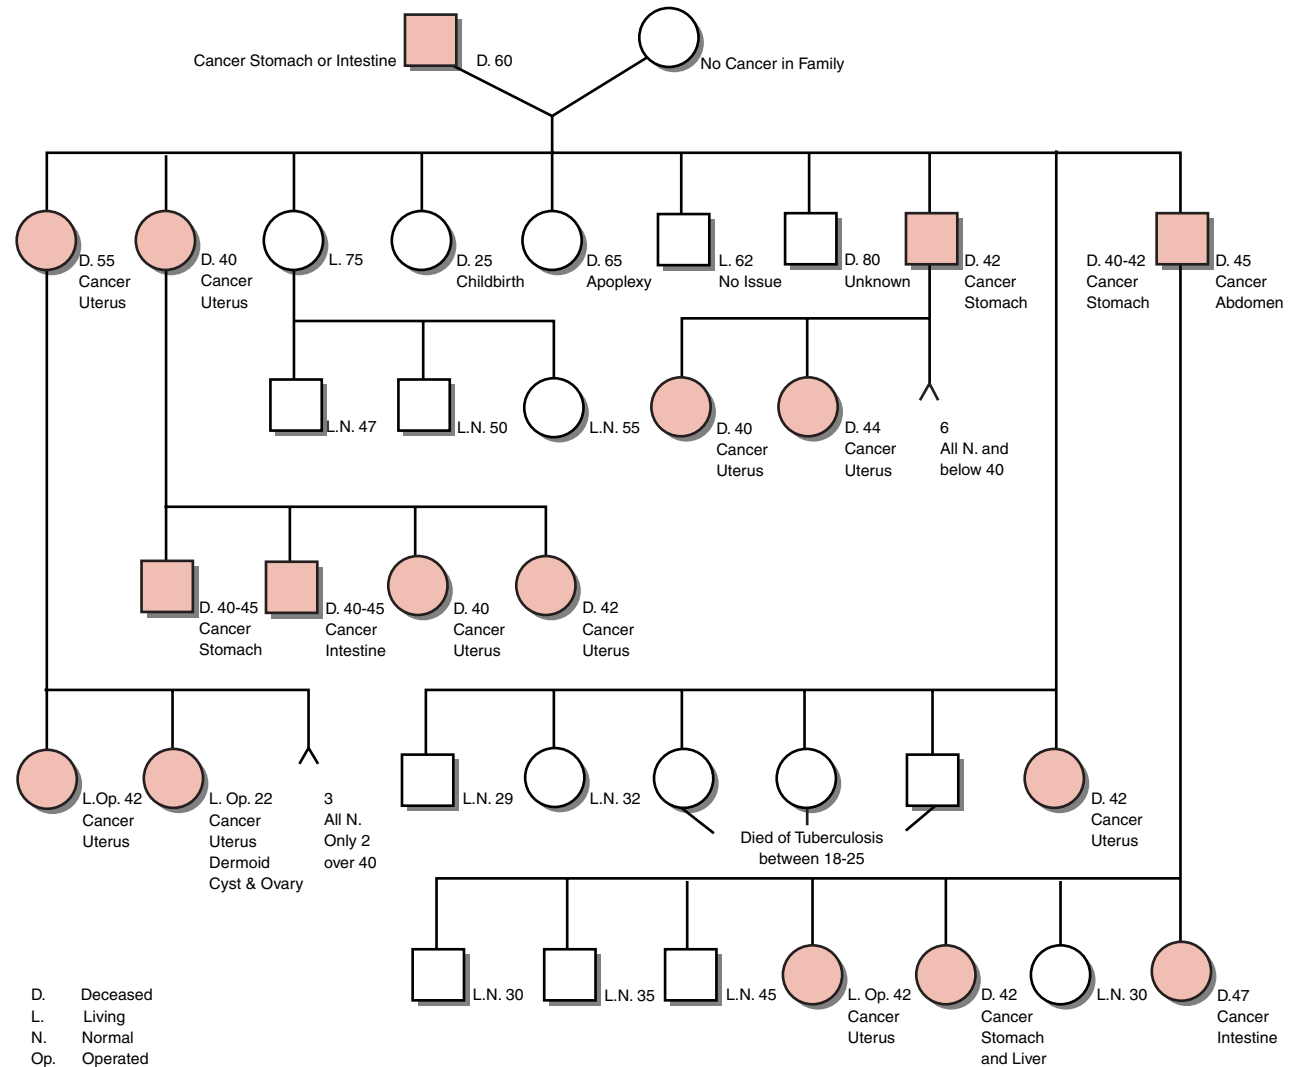 Cancer Stomach or Intestine
D. 60
No Cancer in Family
D. 55
Cancer
Uterus
D. 40
Cancer
Uterus
L. 75
D. 25
Childbirth
D. 65
Apoplexy
L. 62
No Issue
D. 80
Unknown
D. 42
Cancer
Stomach
D. 40-42
Cancer
Stomach
D. 45
Cancer
Abdomen
L.N. 47
L.N. 50
L.N. 55
D. 40
Cancer
Uterus
D. 44
Cancer
Uterus
6
All N. and
below 40
D. 40-45
Cancer
Stomach
D. 40-45
Cancer
Intestine
D. 40
Cancer
Uterus
D. 42
Cancer
Uterus
L.Op. 42
Cancer
Uterus
L. Op. 22
Cancer
Uterus
Dermoid
Cyst & Ovary
3
All N.
Only 2
over 40
L.N. 29
L.N. 32
Died of Tuberculosis
between 18-25
D. 42
Cancer
Uterus
L.N. 30
L.N. 35
L.N. 45
L. Op. 42
Cancer
Uterus
D. 42
Cancer
Stomach
and Liver
L.N. 30
D.47
Cancer
Intestine
D. Deceased
L. Living
N. Normal
Op. Operated